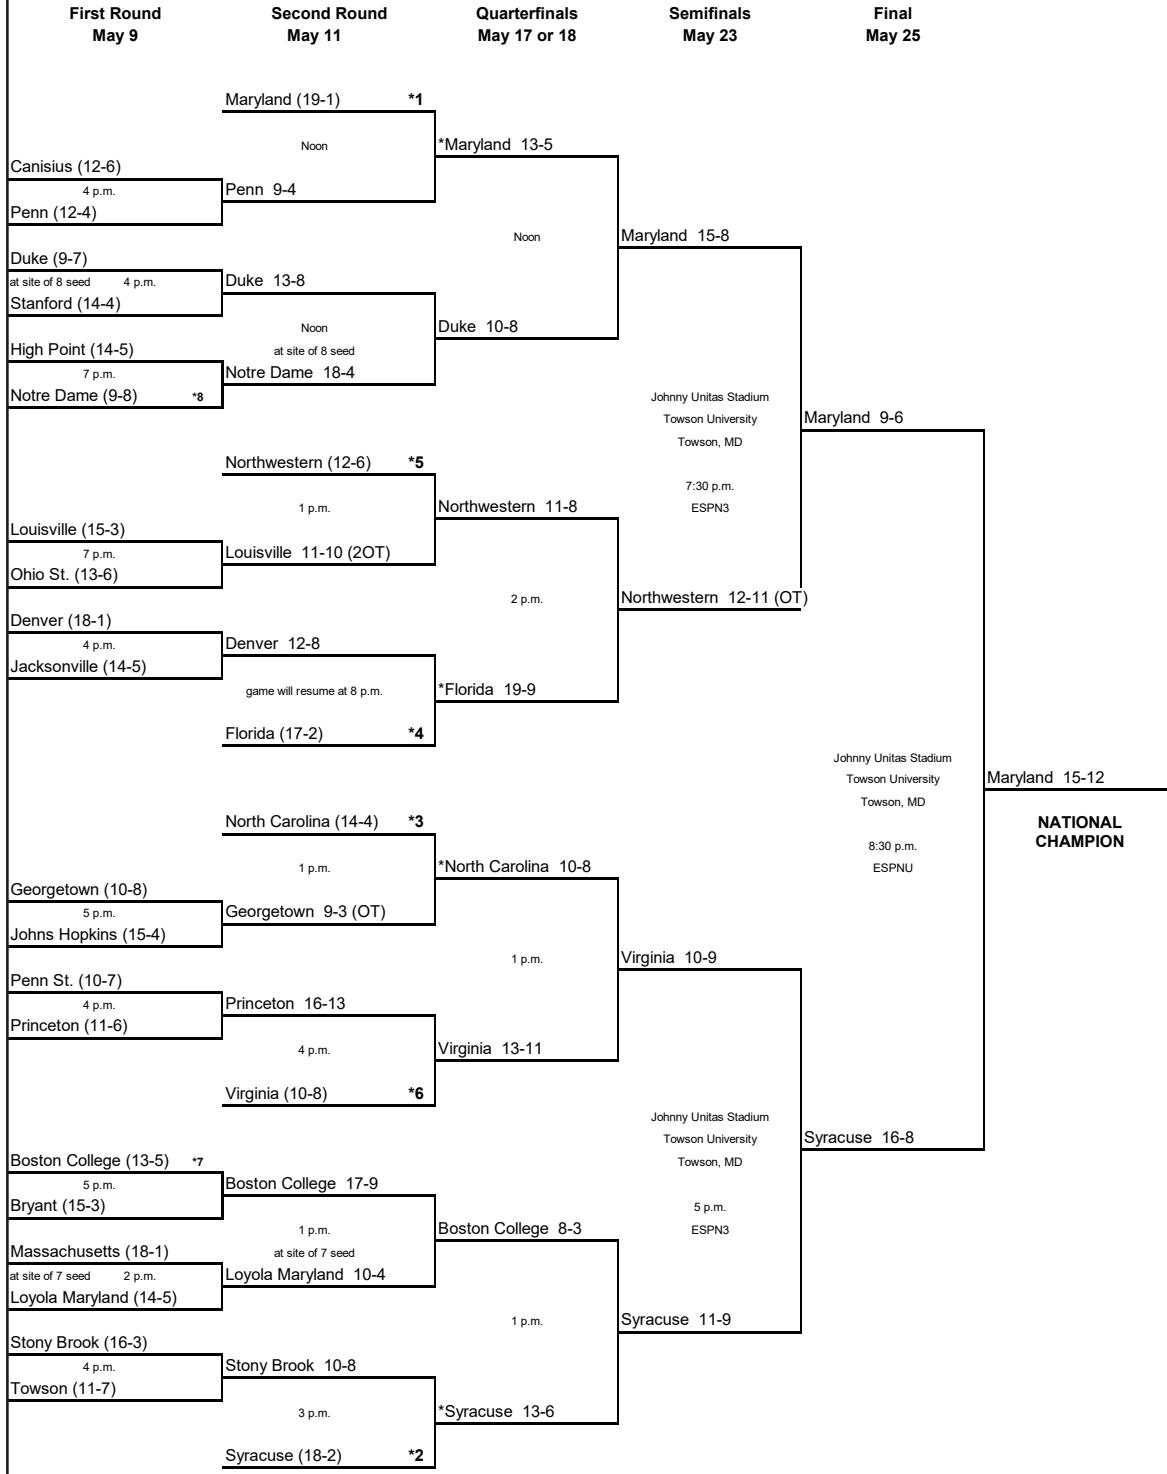 First Round Second Round Quarterfinals Semifinals Final
May 9 May 11 May 17 or 18 May 23 May 25
Maryland (19-1) *1
Noon
*Maryland 13-5
Canisius (12-6)
4 p.m.
Penn 9-4
Penn (12-4)
Noon
Maryland 15-8
Duke (9-7)
at site of 8 seed 4 p.m.
Duke 13-8
Stanford (14-4)
Noon
Duke 10-8
High Point (14-5)
at site of 8 seed
7 p.m.
Notre Dame 18-4
Notre Dame (9-8) *8
Johnny Unitas Stadium
Towson University
Towson, MD
Maryland 9-6
Northwestern (12-6) *5
7:30 p.m.
ESPN3
1 p.m.
Northwestern 11-8
Louisville (15-3)
7 p.m.
Louisville 11-10 (2OT)
Ohio St. (13-6)
2 p.m.
Northwestern 12-11 (OT)
Denver (18-1)
4 p.m.
Denver 12-8
Jacksonville (14-5)
game will resume at 8 p.m.
*Florida 19-9
Florida (17-2) *4
Johnny Unitas Stadium
Towson University
Towson, MD
Maryland 15-12
NATIONAL
CHAMPION
8:30 p.m.
ESPNU
North Carolina (14-4) *3
1 p.m.
*North Carolina 10-8
Georgetown (10-8)
5 p.m.
Georgetown 9-3 (OT)
Johns Hopkins (15-4)
1 p.m.
Virginia 10-9
Penn St. (10-7)
4 p.m.
Princeton 16-13
Princeton (11-6)
4 p.m.
Virginia 13-11
Virginia (10-8) *6
Johnny Unitas Stadium
Towson University
Towson, MD
Syracuse 16-8
5 p.m.
ESPN3
Boston College (13-5) *7
5 p.m.
Boston College 17-9
Bryant (15-3)
1 p.m.
at site of 7 seed
Boston College 8-3
Massachusetts (18-1)
at site of 7 seed 2 p.m.
Loyola Maryland 10-4
Loyola Maryland (14-5)
1 p.m.
Syracuse 11-9
Stony Brook (16-3)
4 p.m.
Stony Brook 10-8
Towson (11-7)
3 p.m.
*Syracuse 13-6
Syracuse (18-2) *2